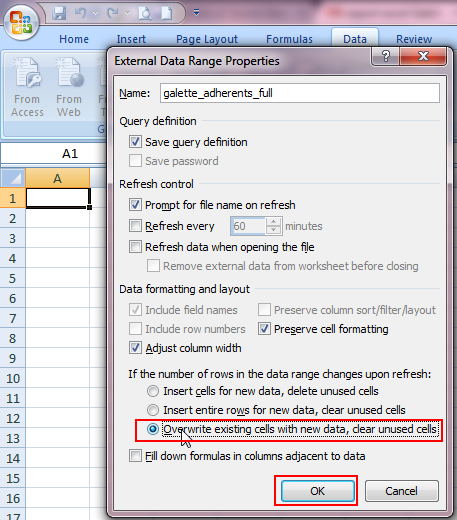 Home Insert Page Layout Formulas Data Review
From Access
From Web
From Text
External Data Range Properties
Name: galette_adherents_full
Query definition
Save query definition
Save password
Refresh control
Prompt for file name on refresh
Refresh every 60 minutes
Refresh data when opening the file
Remove external data from worksheet before closing
Data formatting and layout
Include field names Preserve column sort/filter/layout
Include row numbers Preserve cell formatting
Adjust column width
If the number of rows in the data range changes upon refresh:
Insert cells for new data, delete unused cells
Insert entire rows for new data, clear unused cells
Overwrite existing cells with new data, clear unused cells
Fill down formulas in columns adjacent to data
OK Cancel
A1
A
1
2
3
4
5
6
7
8
9
10
11
12
13
14
15
16
17